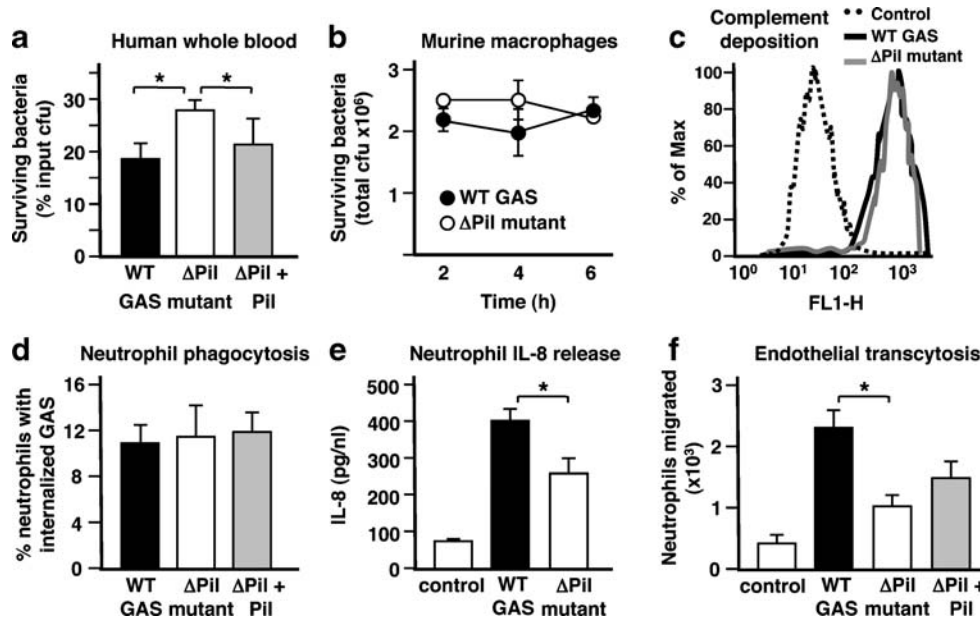 a Human whole blood
Surviving bacteria
(% input cfu)
30
20
10
0
*
*
WT ΔPil ΔPil +
GAS mutant Pil
b Murine macrophages
Surviving bacteria
(total cfu x10⁶)
3
2
1
WT GAS
ΔPil mutant
2 4 6
Time (h)
c Complement
deposition
Control
WT GAS
ΔPil mutant
% of Max
100
80
60
40
20
0
10⁰ 10¹ 10² 10³
FL1-H
d Neutrophil phagocytosis
% neutrophils with
internalized GAS
16
12
8
4
0
WT ΔPil ΔPil +
GAS mutant Pil
e Neutrophil IL-8 release
IL-8 (pg/nl)
500
400
300
400
100
0
*
control WT ΔPil
GAS mutant
f Endothelial transcytosis
Neutrophils migrated
(x10³)
3
2
1
0
*
control WT ΔPil ΔPil +
GAS mutant Pil